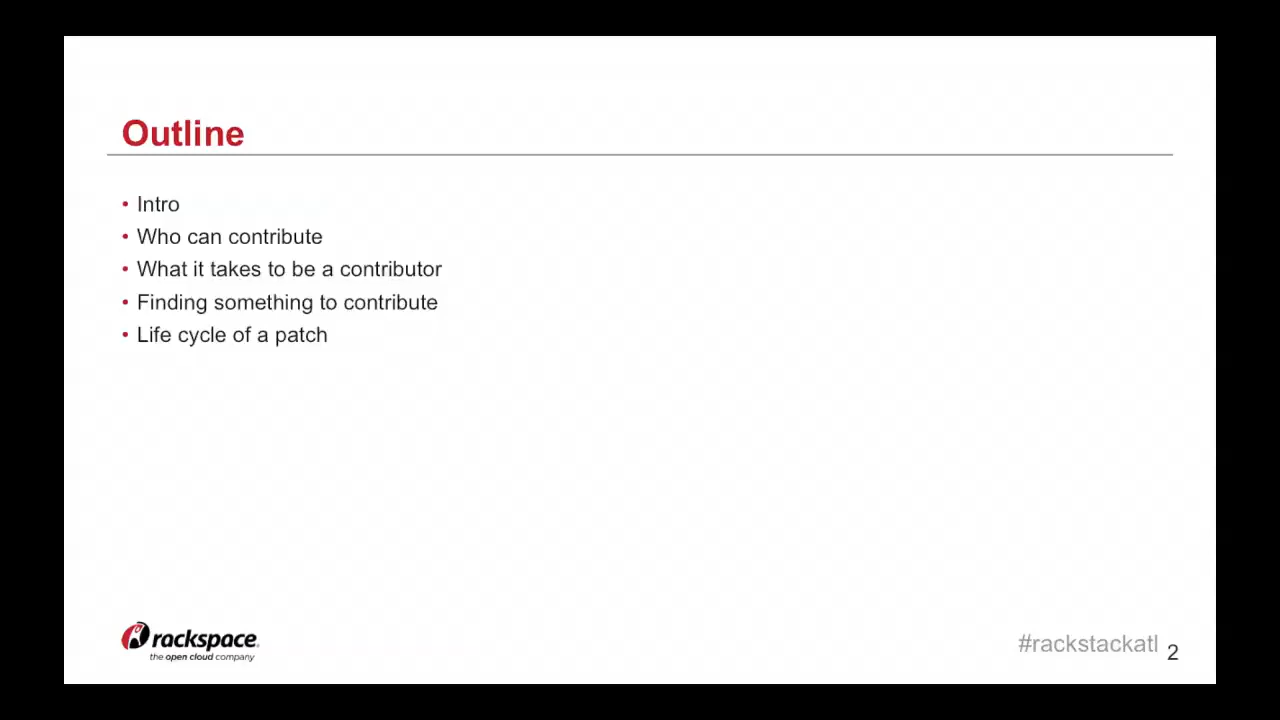 Outline
• Intro
• Who can contribute
• What it takes to be a contributor
• Finding something to contribute
• Life cycle of a patch
rackspace.
the open cloud company
#rackstackatl
2